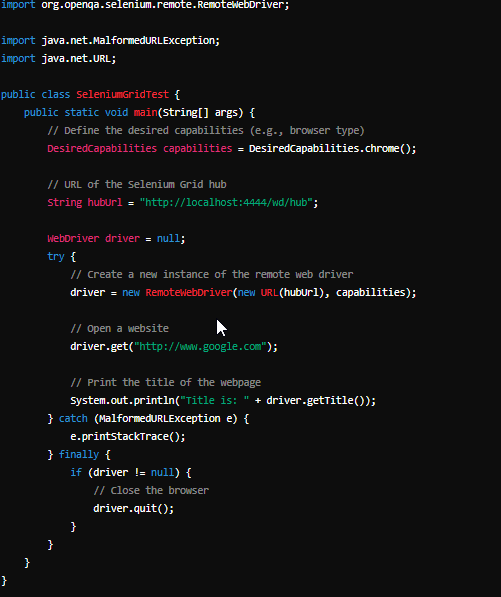 import org.openqa.selenium.remote.RemoteWebDriver;

import java.net.MalformedURLException;
import java.net.URL;

public class SeleniumGridTest {
    public static void main(String[] args) {
        // Define the desired capabilities (e.g., browser type)
        DesiredCapabilities capabilities = DesiredCapabilities.chrome();

        // URL of the Selenium Grid hub
        String hubUrl = "http://localhost:4444/wd/hub";

        WebDriver driver = null;
        try {
            // Create a new instance of the remote web driver
            driver = new RemoteWebDriver(new URL(hubUrl), capabilities);

            // Open a website
            driver.get("http://www.google.com");

            // Print the title of the webpage
            System.out.println("Title is: " + driver.getTitle());
        } catch (MalformedURLException e) {
            e.printStackTrace();
        } finally {
            if (driver != null) {
                // Close the browser
                driver.quit();
            }
        }
    }
}